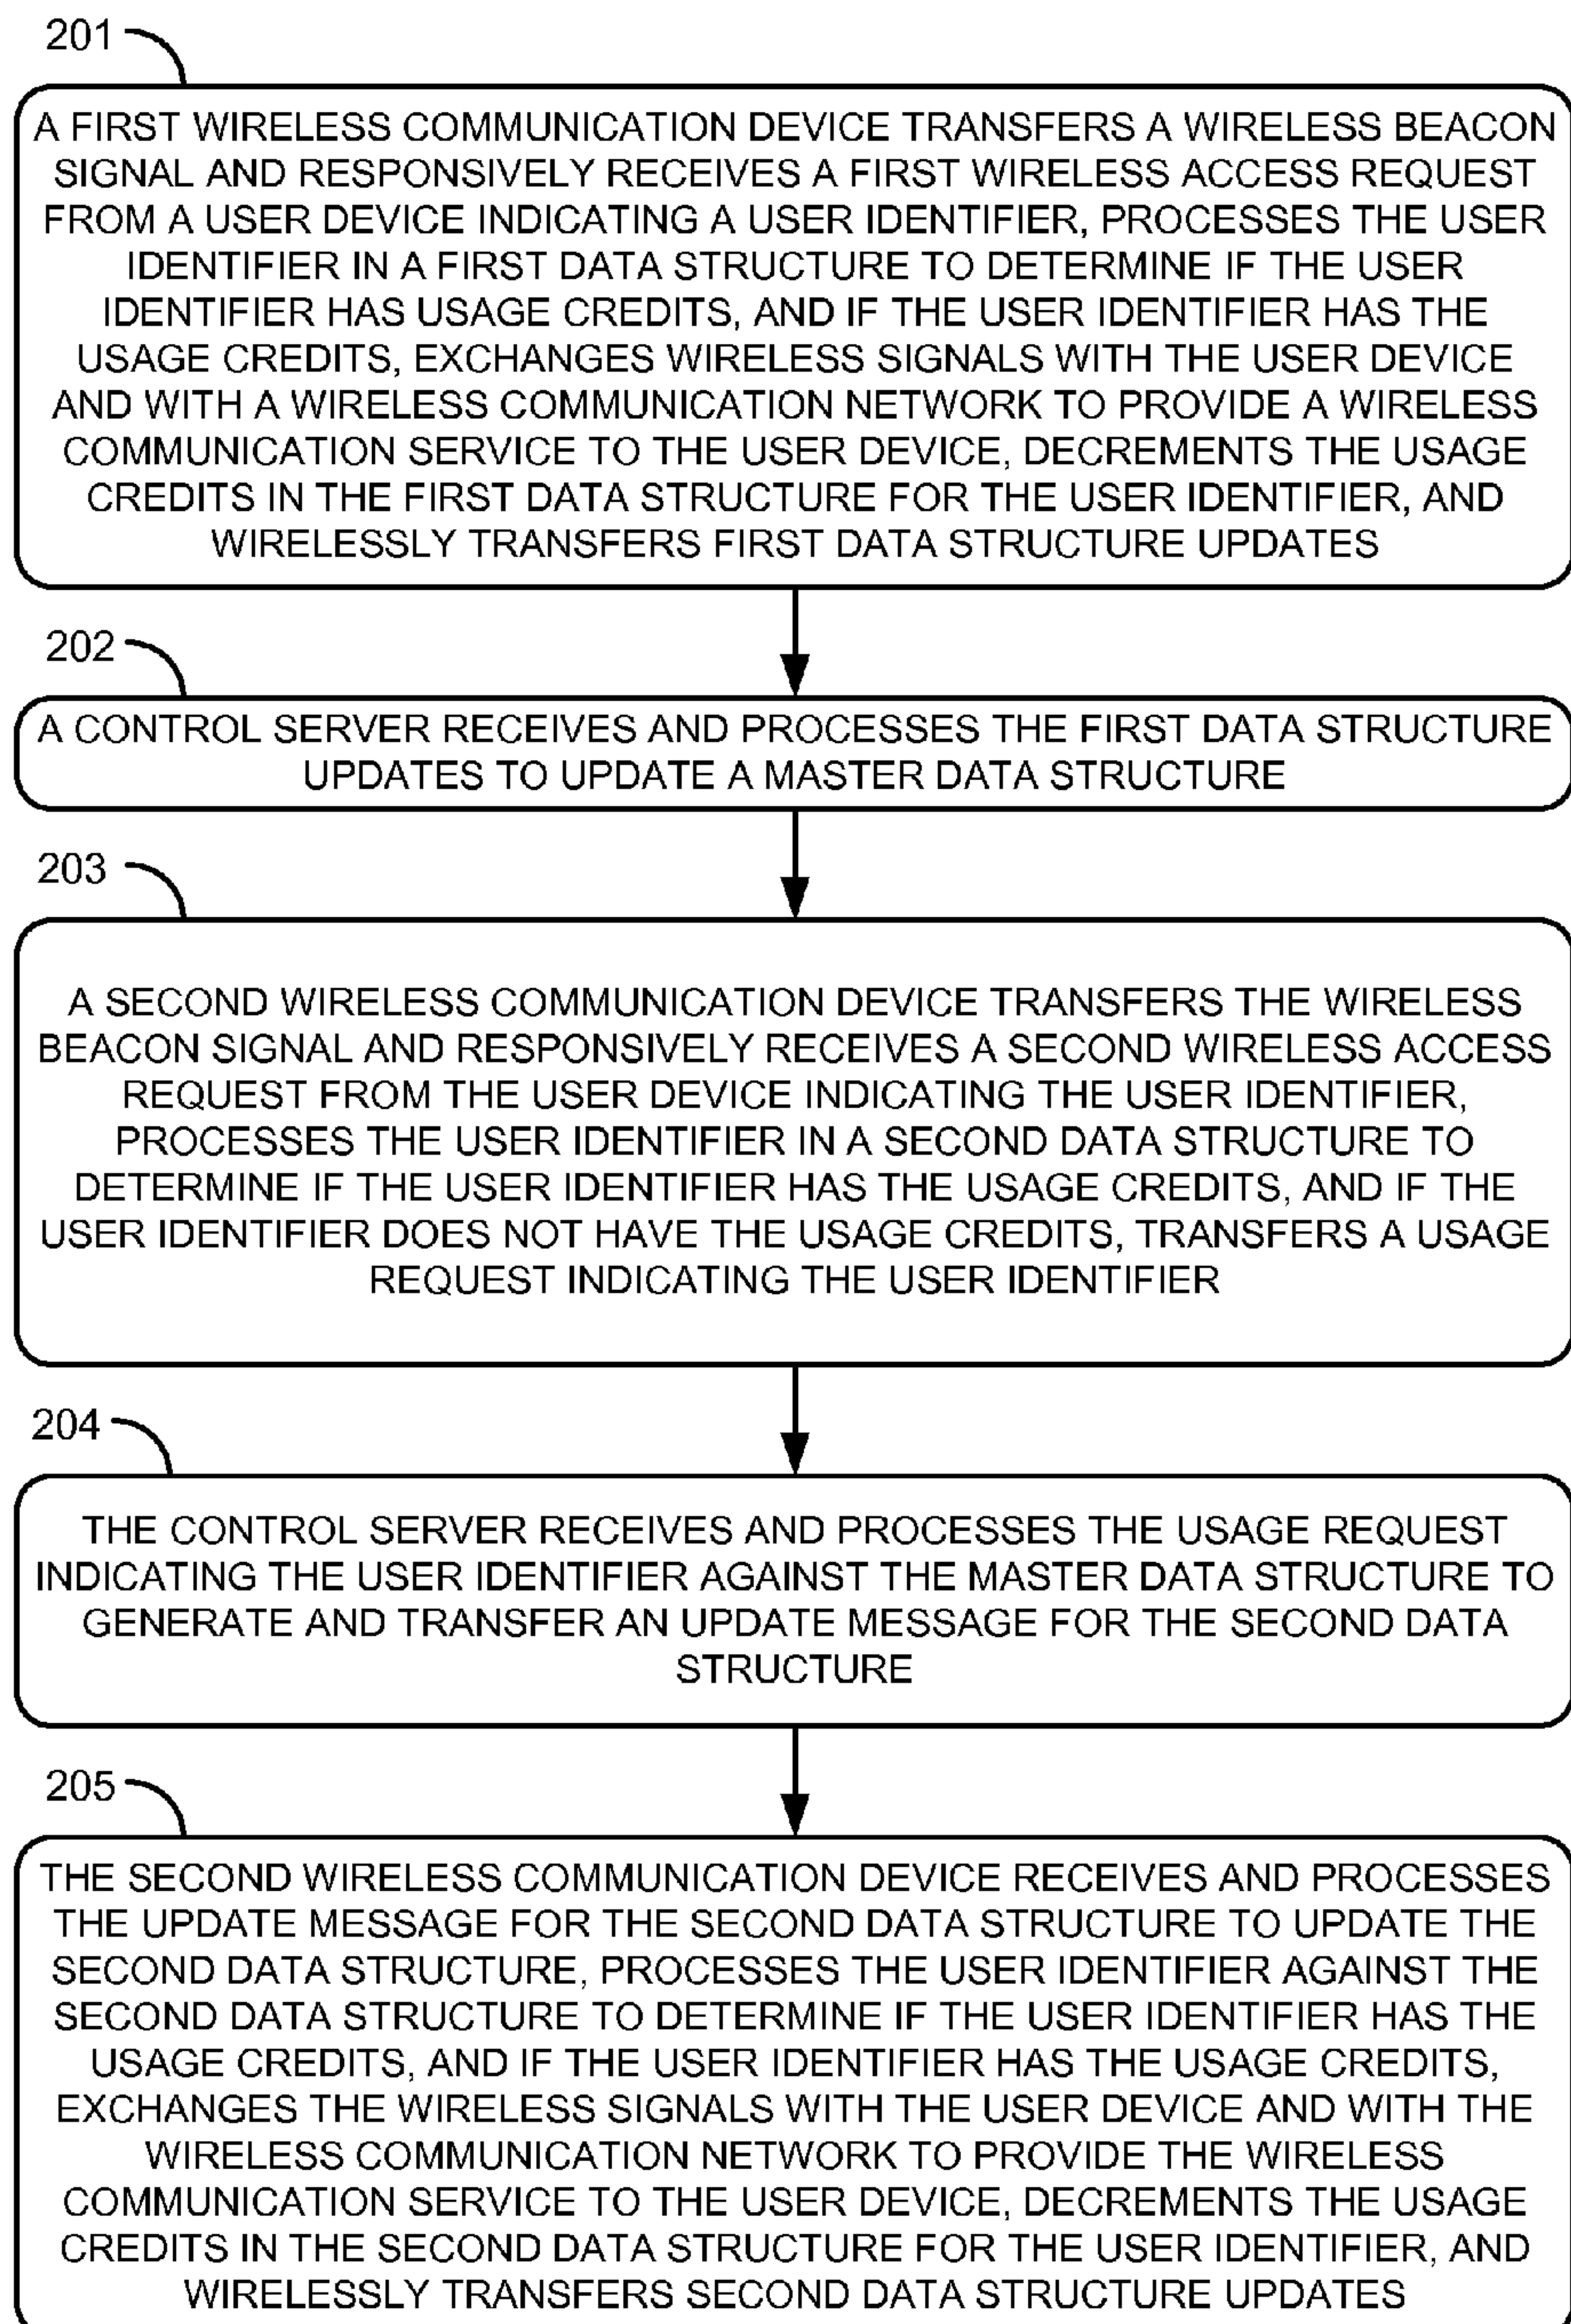 201
A FIRST WIRELESS COMMUNICATION DEVICE TRANSFERS A WIRELESS BEACON
SIGNAL AND RESPONSIVELY RECEIVES A FIRST WIRELESS ACCESS REQUEST
FROM A USER DEVICE INDICATING A USER IDENTIFIER, PROCESSES THE USER
IDENTIFIER IN A FIRST DATA STRUCTURE TO DETERMINE IF THE USER
IDENTIFIER HAS USAGE CREDITS, AND IF THE USER IDENTIFIER HAS THE
USAGE CREDITS, EXCHANGES WIRELESS SIGNALS WITH THE USER DEVICE
AND WITH A WIRELESS COMMUNICATION NETWORK TO PROVIDE A WIRELESS
COMMUNICATION SERVICE TO THE USER DEVICE, DECREMENTS THE USAGE
CREDITS IN THE FIRST DATA STRUCTURE FOR THE USER IDENTIFIER, AND
WIRELESSLY TRANSFERS FIRST DATA STRUCTURE UPDATES
202
A CONTROL SERVER RECEIVES AND PROCESSES THE FIRST DATA STRUCTURE
UPDATES TO UPDATE A MASTER DATA STRUCTURE
203
A SECOND WIRELESS COMMUNICATION DEVICE TRANSFERS THE WIRELESS
BEACON SIGNAL AND RESPONSIVELY RECEIVES A SECOND WIRELESS ACCESS
REQUEST FROM THE USER DEVICE INDICATING THE USER IDENTIFIER,
PROCESSES THE USER IDENTIFIER IN A SECOND DATA STRUCTURE TO
DETERMINE IF THE USER IDENTIFIER HAS THE USAGE CREDITS, AND IF THE
USER IDENTIFIER DOES NOT HAVE THE USAGE CREDITS, TRANSFERS A USAGE
REQUEST INDICATING THE USER IDENTIFIER
204
THE CONTROL SERVER RECEIVES AND PROCESSES THE USAGE REQUEST
INDICATING THE USER IDENTIFIER AGAINST THE MASTER DATA STRUCTURE TO
GENERATE AND TRANSFER AN UPDATE MESSAGE FOR THE SECOND DATA
STRUCTURE
205
THE SECOND WIRELESS COMMUNICATION DEVICE RECEIVES AND PROCESSES
THE UPDATE MESSAGE FOR THE SECOND DATA STRUCTURE TO UPDATE THE
SECOND DATA STRUCTURE, PROCESSES THE USER IDENTIFIER AGAINST THE
SECOND DATA STRUCTURE TO DETERMINE IF THE USER IDENTIFIER HAS THE
USAGE CREDITS, AND IF THE USER IDENTIFIER HAS THE USAGE CREDITS,
EXCHANGES THE WIRELESS SIGNALS WITH THE USER DEVICE AND WITH THE
WIRELESS COMMUNICATION NETWORK TO PROVIDE THE WIRELESS
COMMUNICATION SERVICE TO THE USER DEVICE, DECREMENTS THE USAGE
CREDITS IN THE SECOND DATA STRUCTURE FOR THE USER IDENTIFIER, AND
WIRELESSLY TRANSFERS SECOND DATA STRUCTURE UPDATES